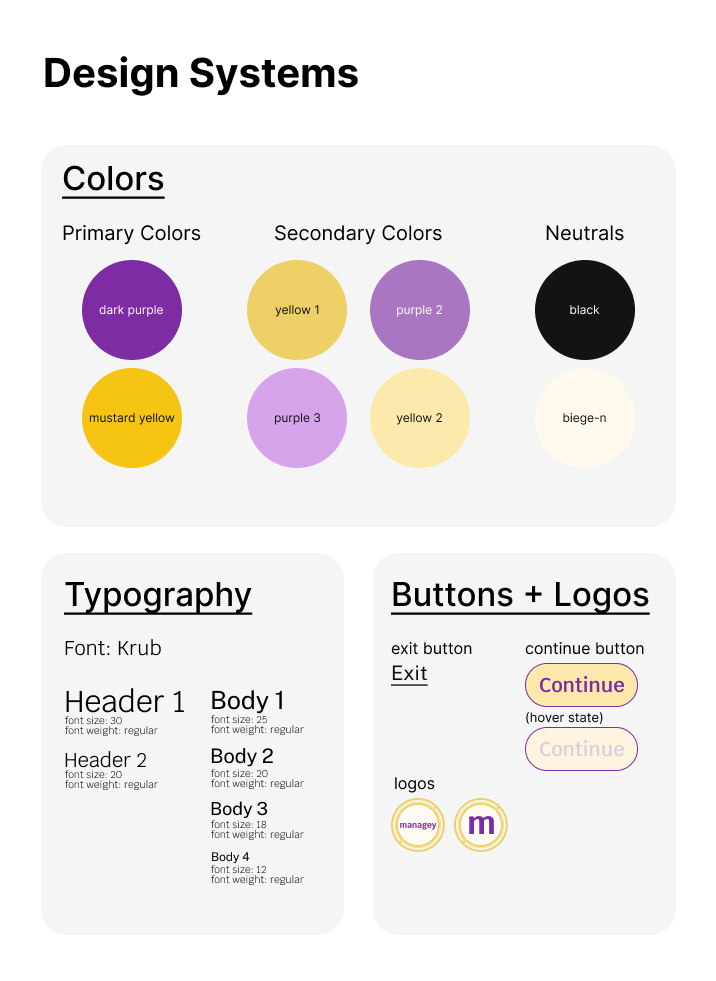 Design Systems
Colors
Primary Colors
Secondary Colors
Neutrals
dark purple
yellow 1
purple 2
black
mustard yellow
purple 3
yellow 2
biege-n
Typography
Font: Krub
Header 1
font size: 30
font weight: regular
Header 2
font size: 20
font weight: regular
Body 1
font size: 25
font weight: regular
Body 2
font size: 20
font weight: regular
Body 3
font size: 18
font weight: regular
Body 4
font size: 12
font weight: regular
Buttons + Logos
exit button
Exit
continue button
Continue
(hover state)
Continue
logos
managey
m